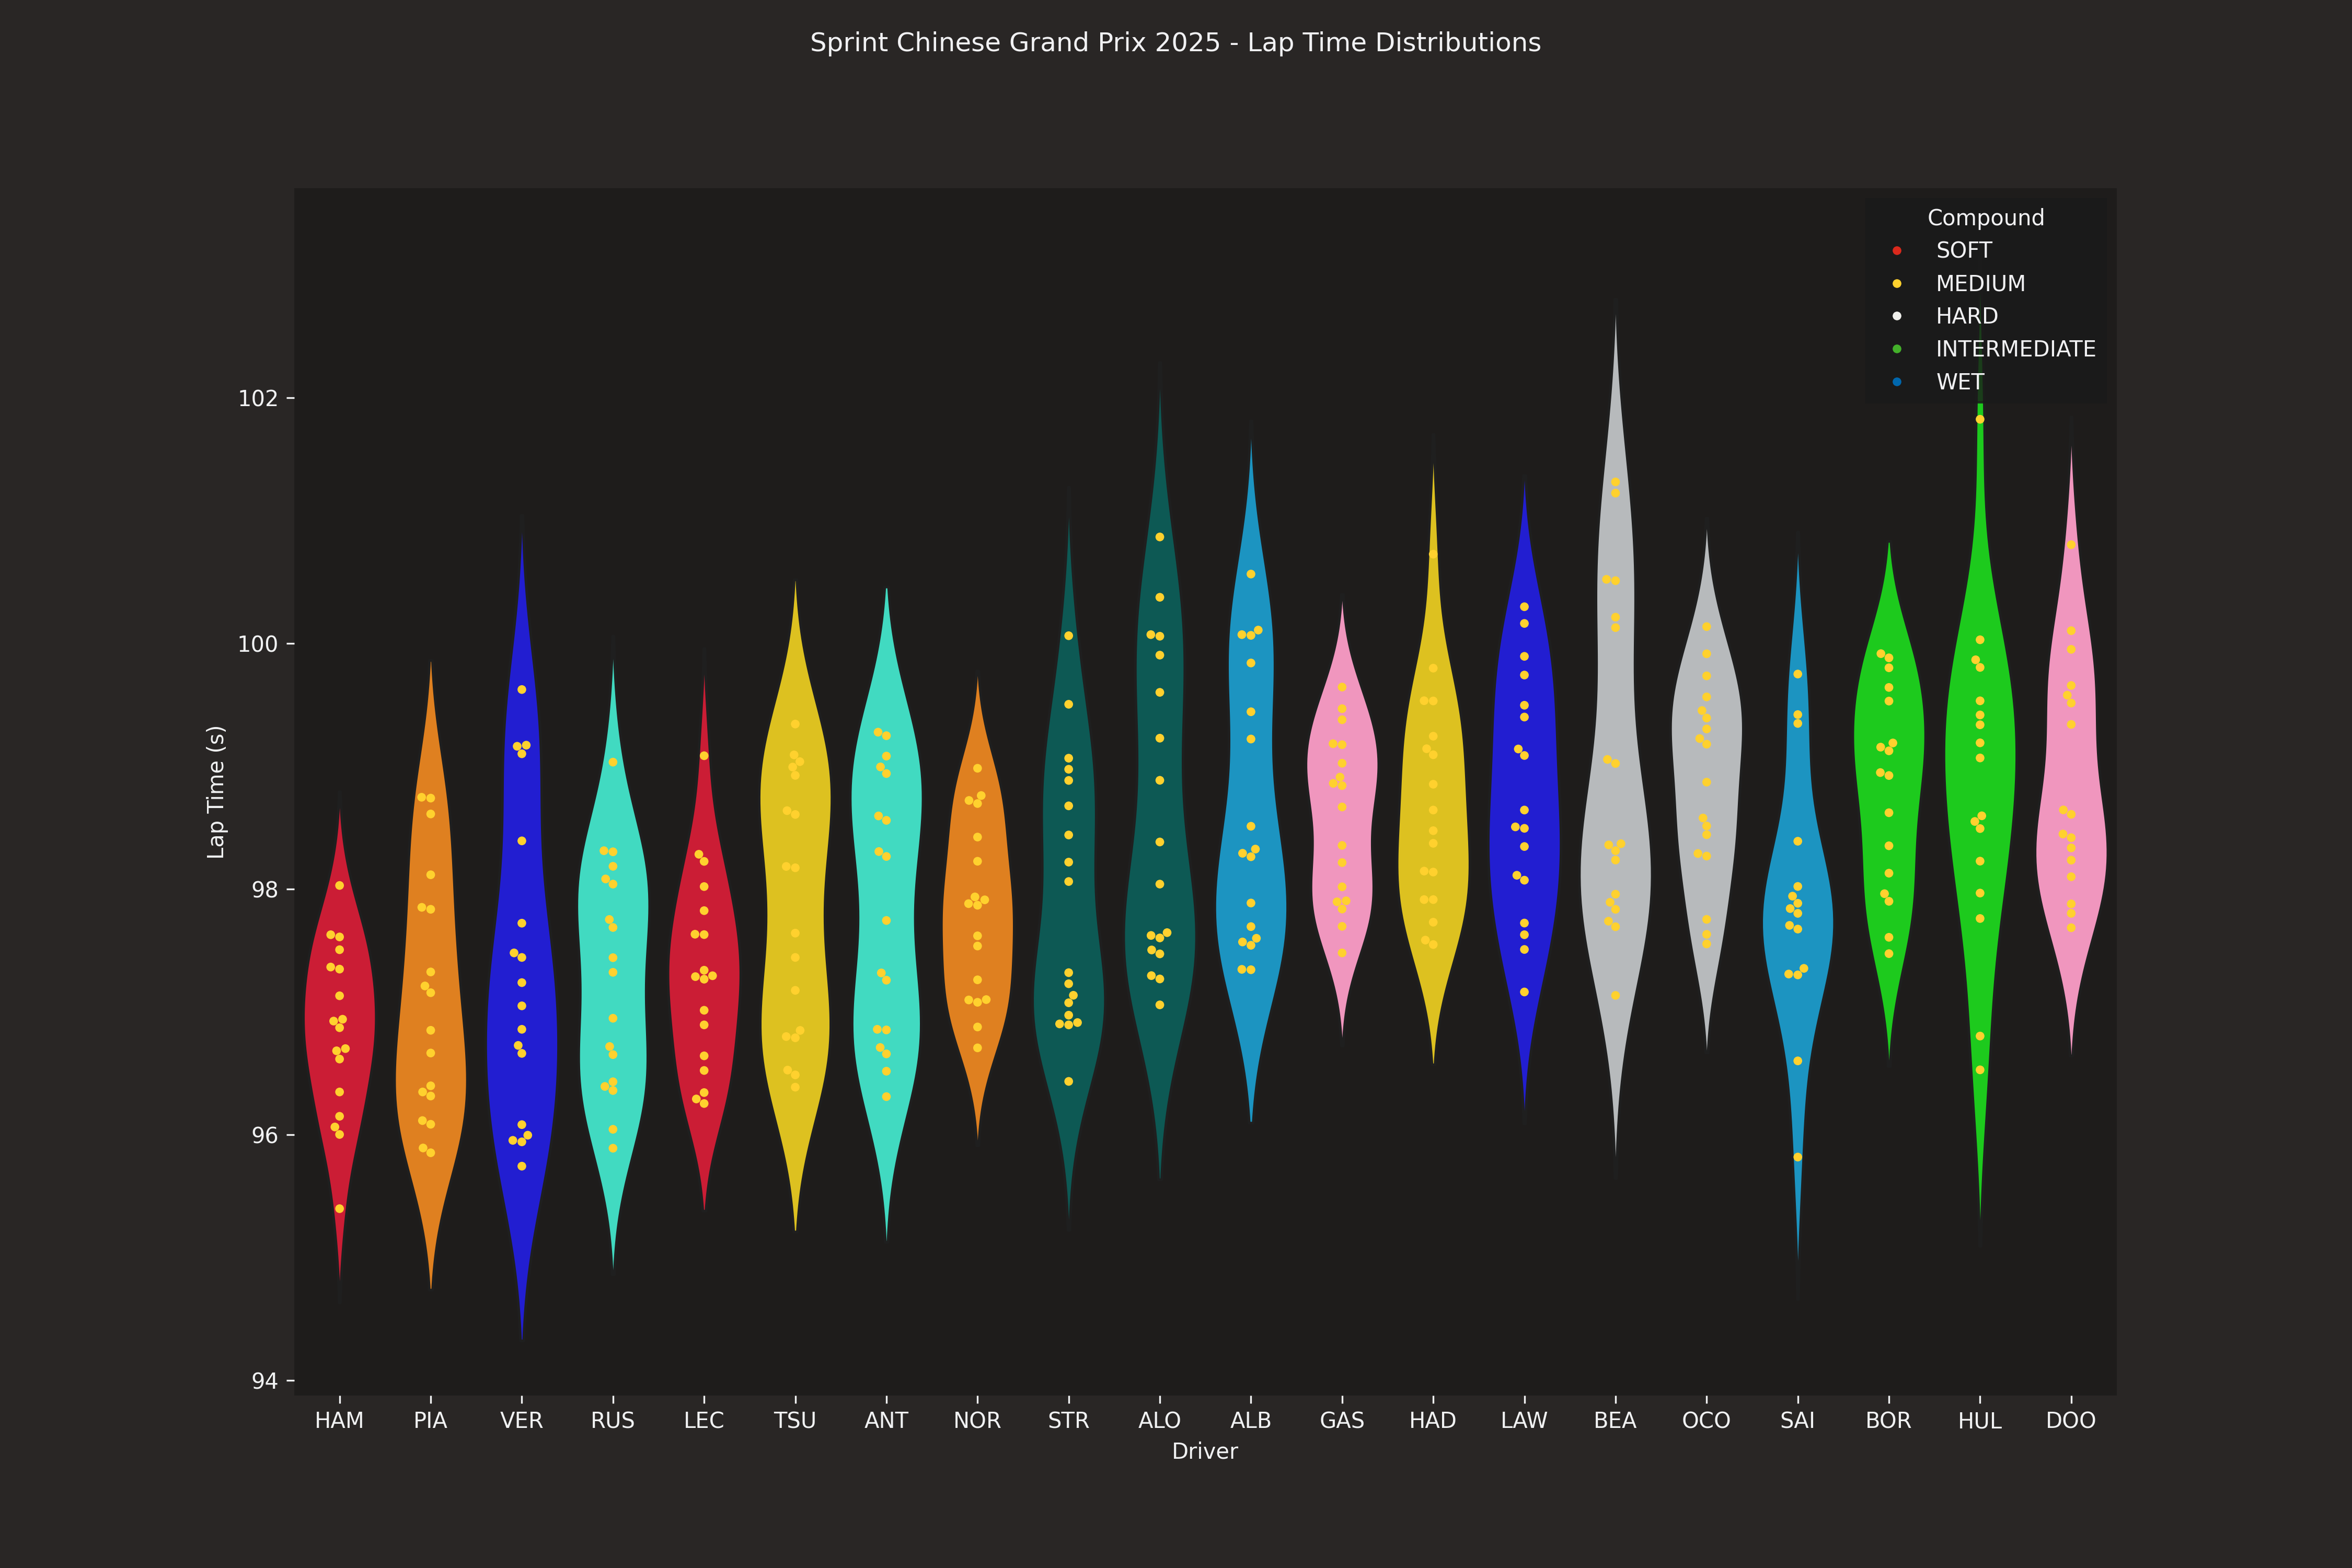 Sprint Chinese Grand Prix 2025 - Lap Time Distributions
Compound
SOFT
MEDIUM
HARD
INTERMEDIATE
WET
Lap Time (s)
102
100
98
96
94
HAM PIA VER RUS LEC TSU ANT NOR STR ALO ALB GAS HAD LAW BEA OCO SAI BOR HUL DOO
Driver